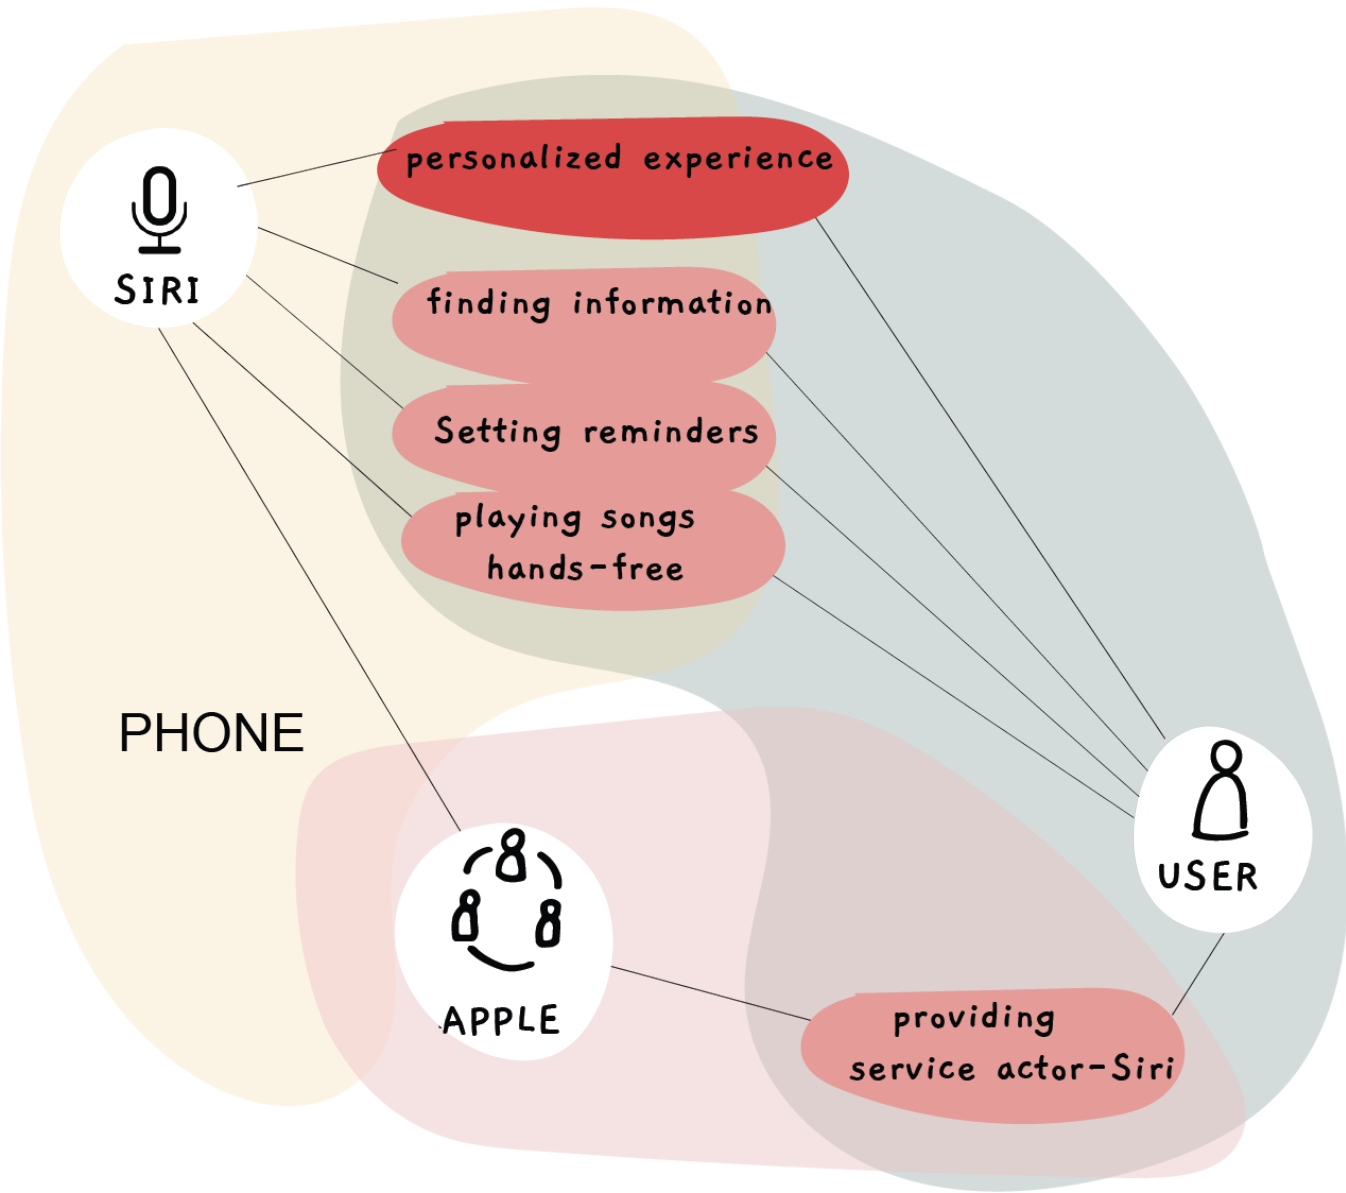 personalized experience
SIRI
finding information
Setting reminders
playing songs
hands-free
PHONE
USER
APPLE
providing
service actor-Siri